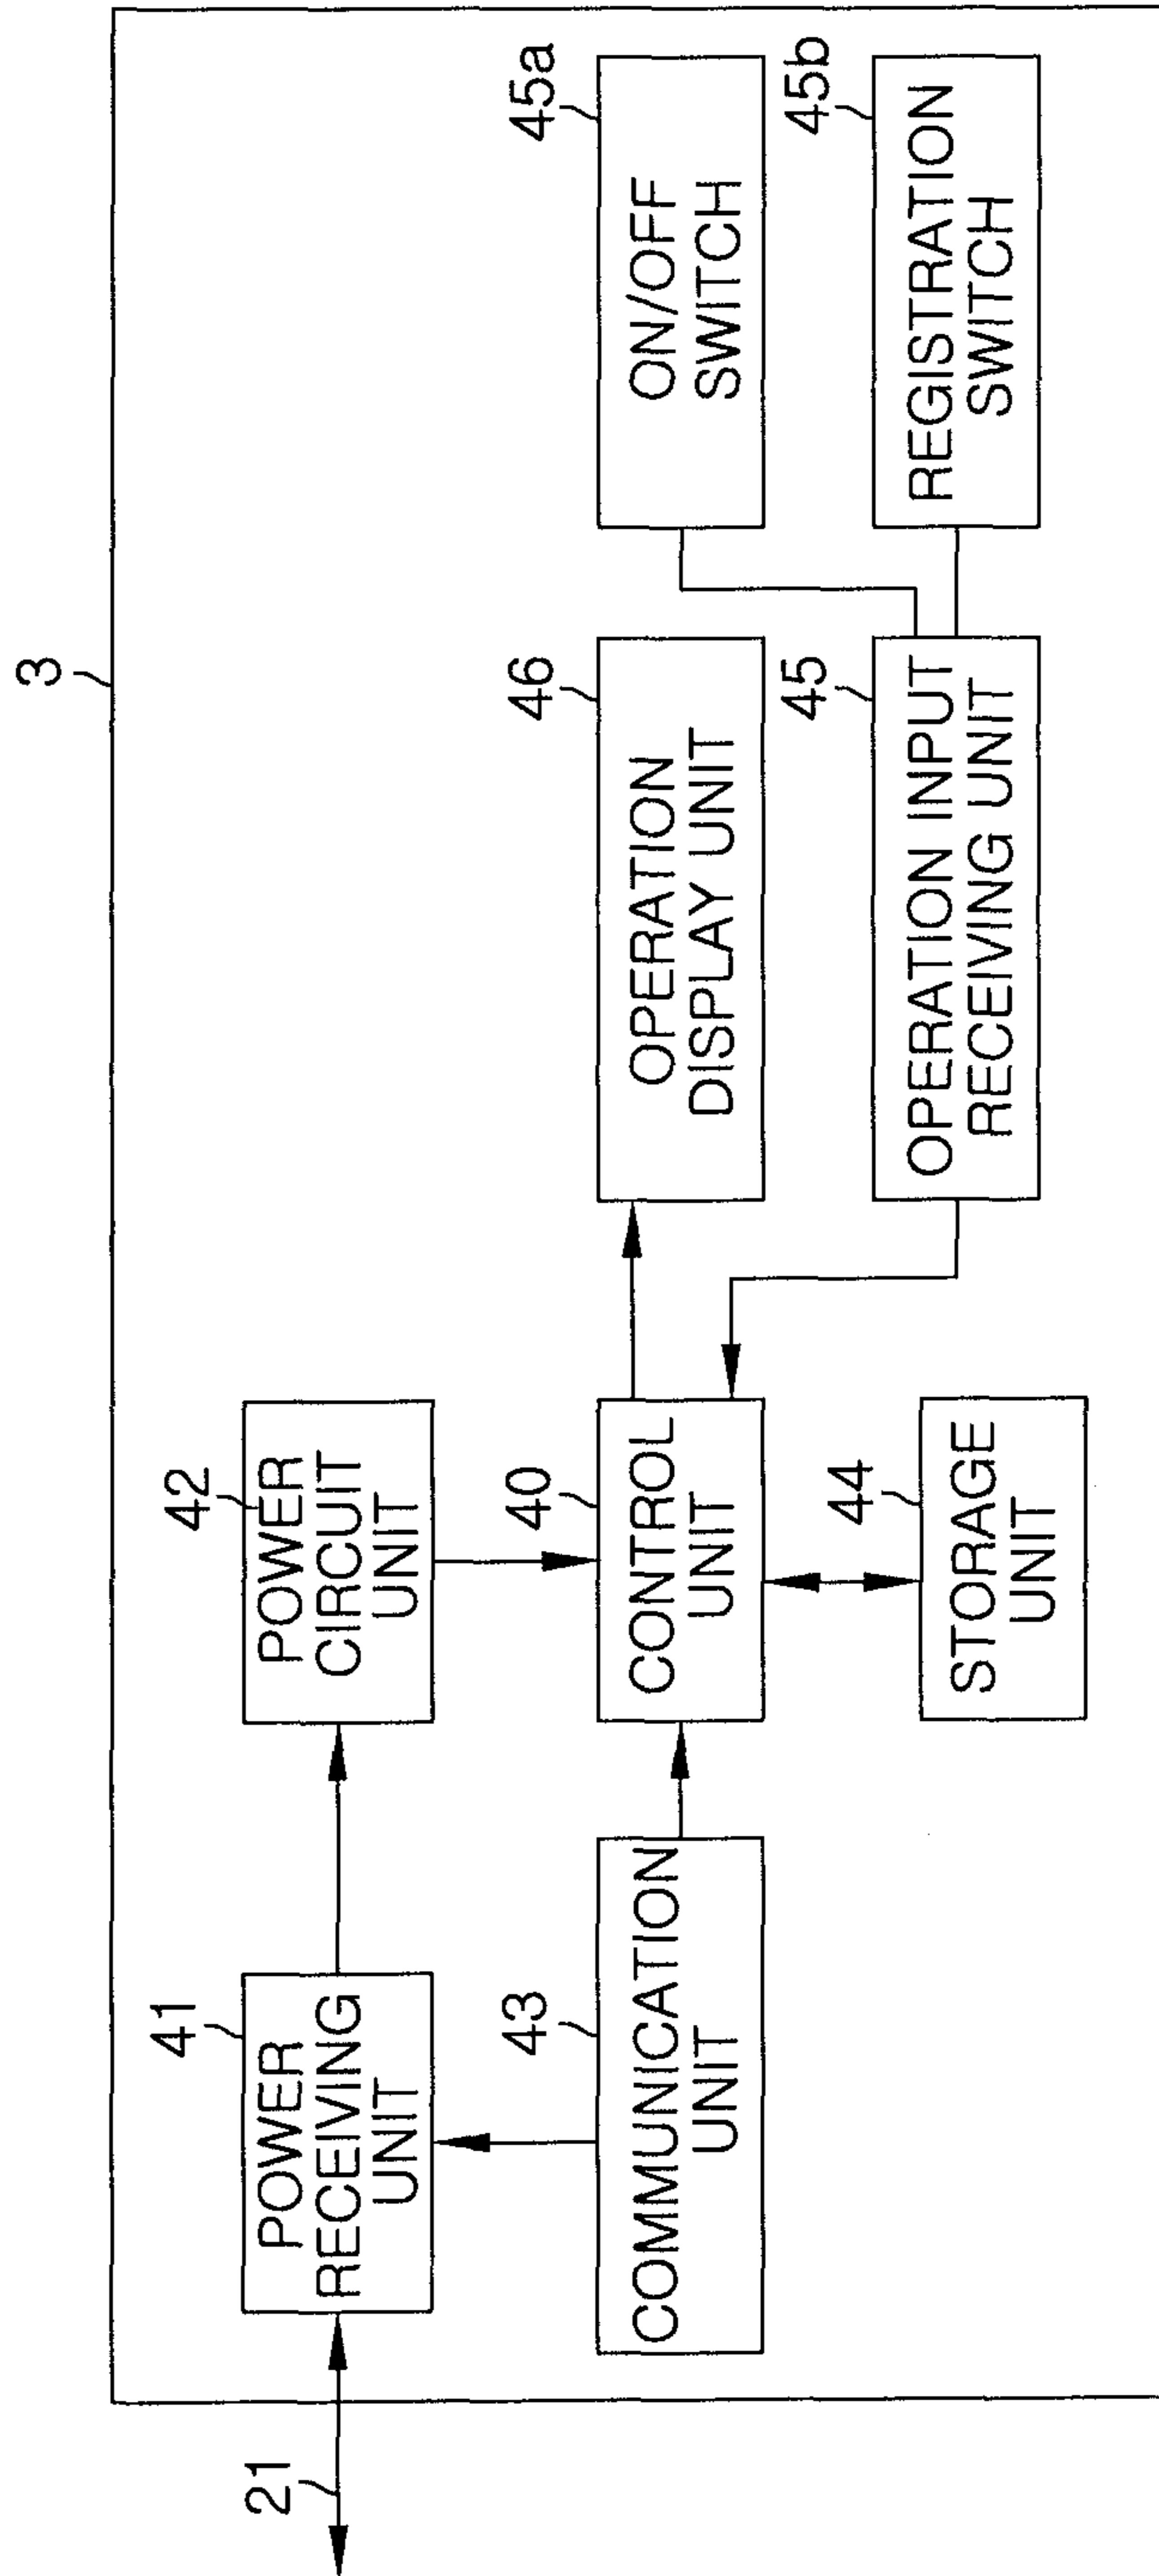 3
21
41
POWER
RECEIVING
UNIT
42
POWER
CIRCUIT
UNIT
43
COMMUNICATION
UNIT
40
CONTROL
UNIT
46
OPERATION
DISPLAY UNIT
45a
ON/OFF
SWITCH
44
STORAGE
UNIT
45
OPERATION INPUT
RECEIVING UNIT
45b
REGISTRATION
SWITCH